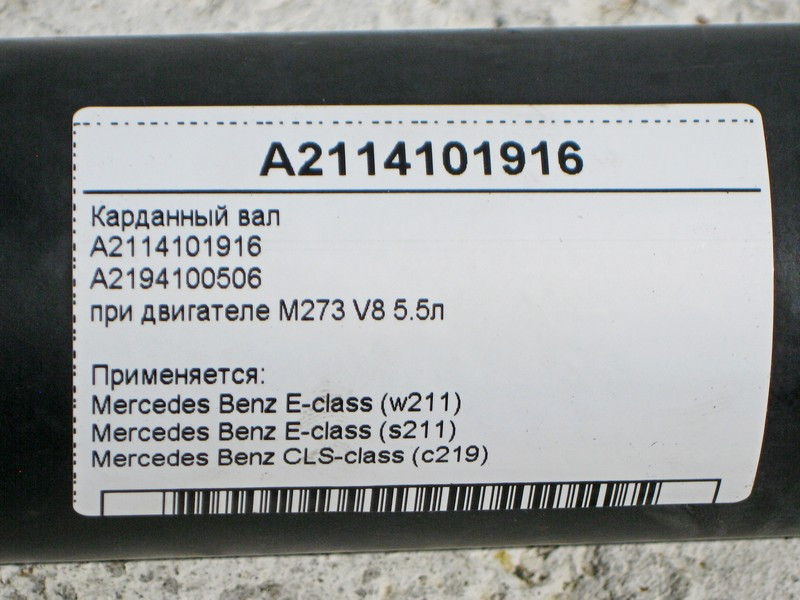 A2114101916
Карданный вал
A2114101916
A2194100506
при двигателе M273 V8 5.5л
Применяется:
Mercedes Benz E-class (w211)
Mercedes Benz E-class (s211)
Mercedes Benz CLS-class (c219)